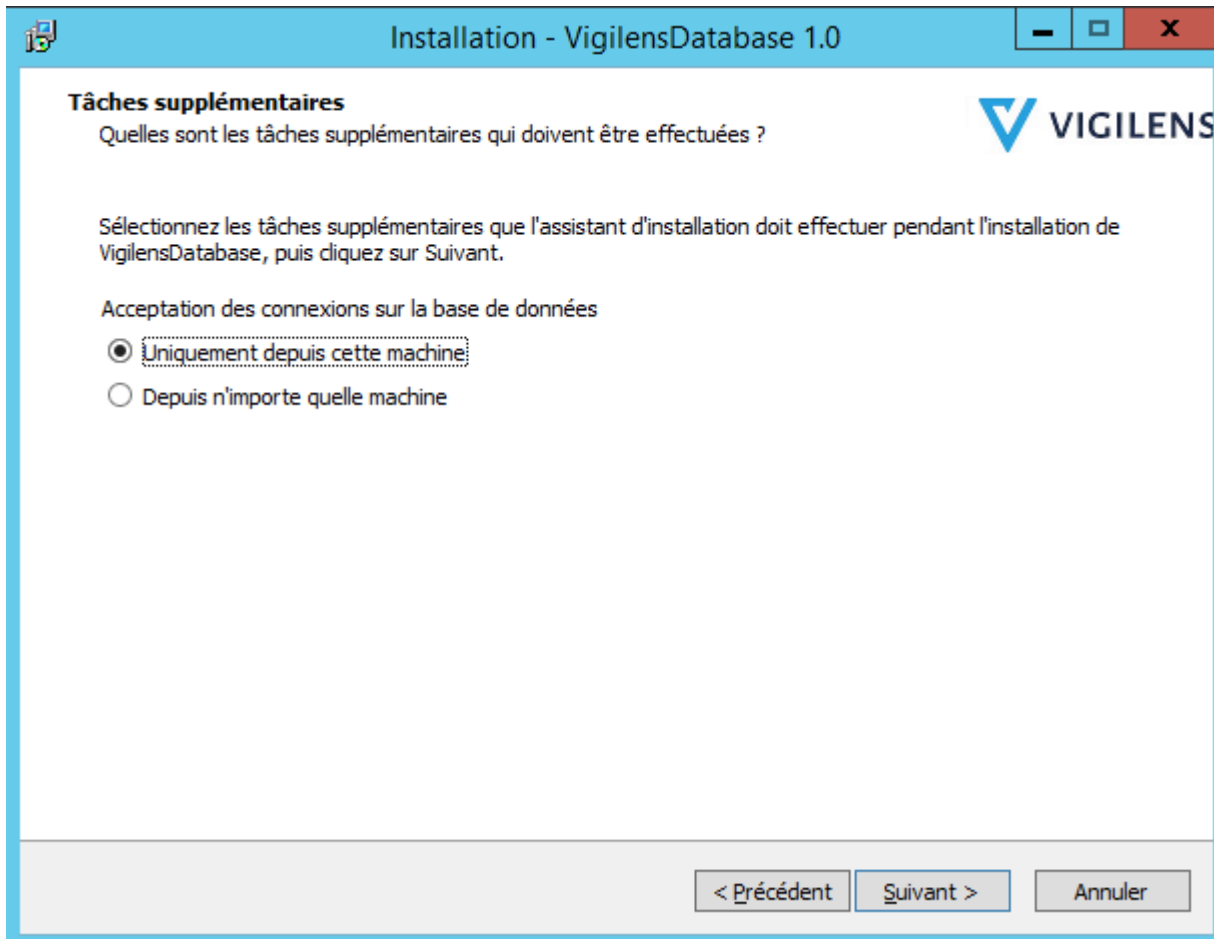 Installation - VigilensDatabase 1.0
Tâches supplémentaires
Quelles sont les tâches supplémentaires qui doivent être effectuées ?
VIGILENS
Sélectionnez les tâches supplémentaires que l'assistant d'installation doit effectuer pendant l'installation de
VigilensDatabase, puis cliquez sur Suivant.
Acceptation des connexions sur la base de données
Uniquement depuis cette machine
Depuis n'importe quelle machine
< Précédent Suivant > Annuler